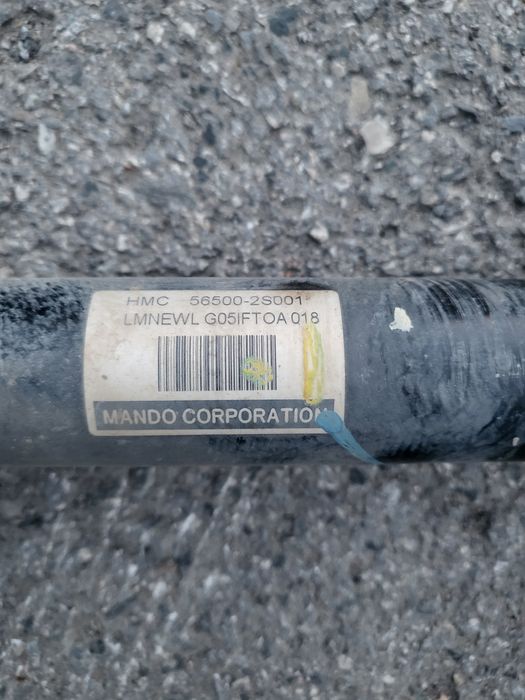 HMC 56500-2S001
LMNEWL G05IFTOA 018
MANDO CORPORATION